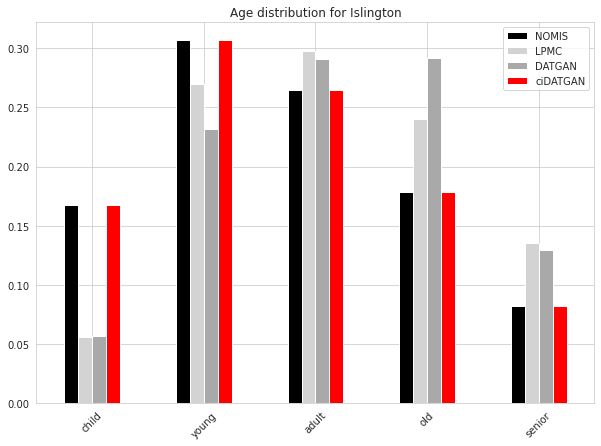 Age distribution for Islington
NOMIS
LPMC
DATGAN
ciDATGAN
0.30
0.25
0.20
0.15
0.10
0.05
0.00
child
young
adult
old
senior